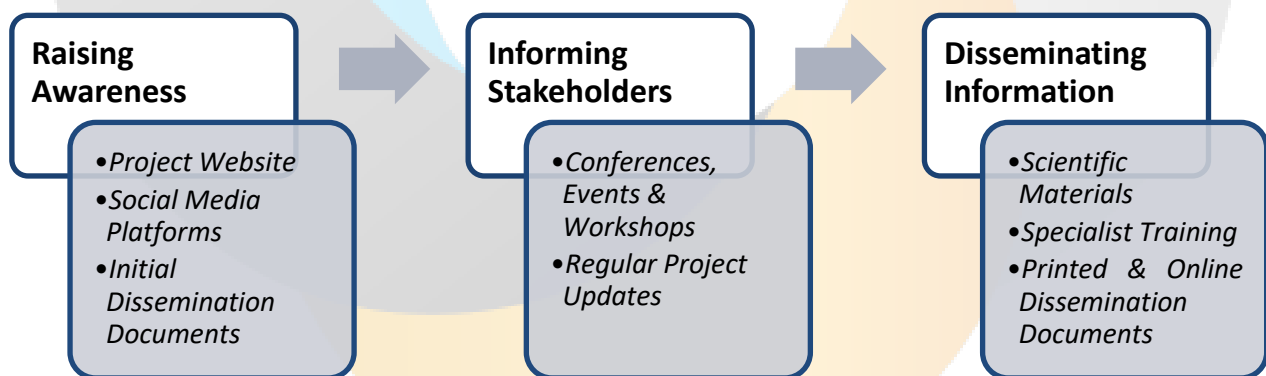 Raising
Awareness
•Project Website
•Social Media
Platforms
•Initial
Dissemination
Documents
Informing
Stakeholders
•Conferences,
Events &
Workshops
•Regular Project
Updates
Disseminating
Information
•Scientific
Materials
•Specialist Training
•Printed & Online
Dissemination
Documents